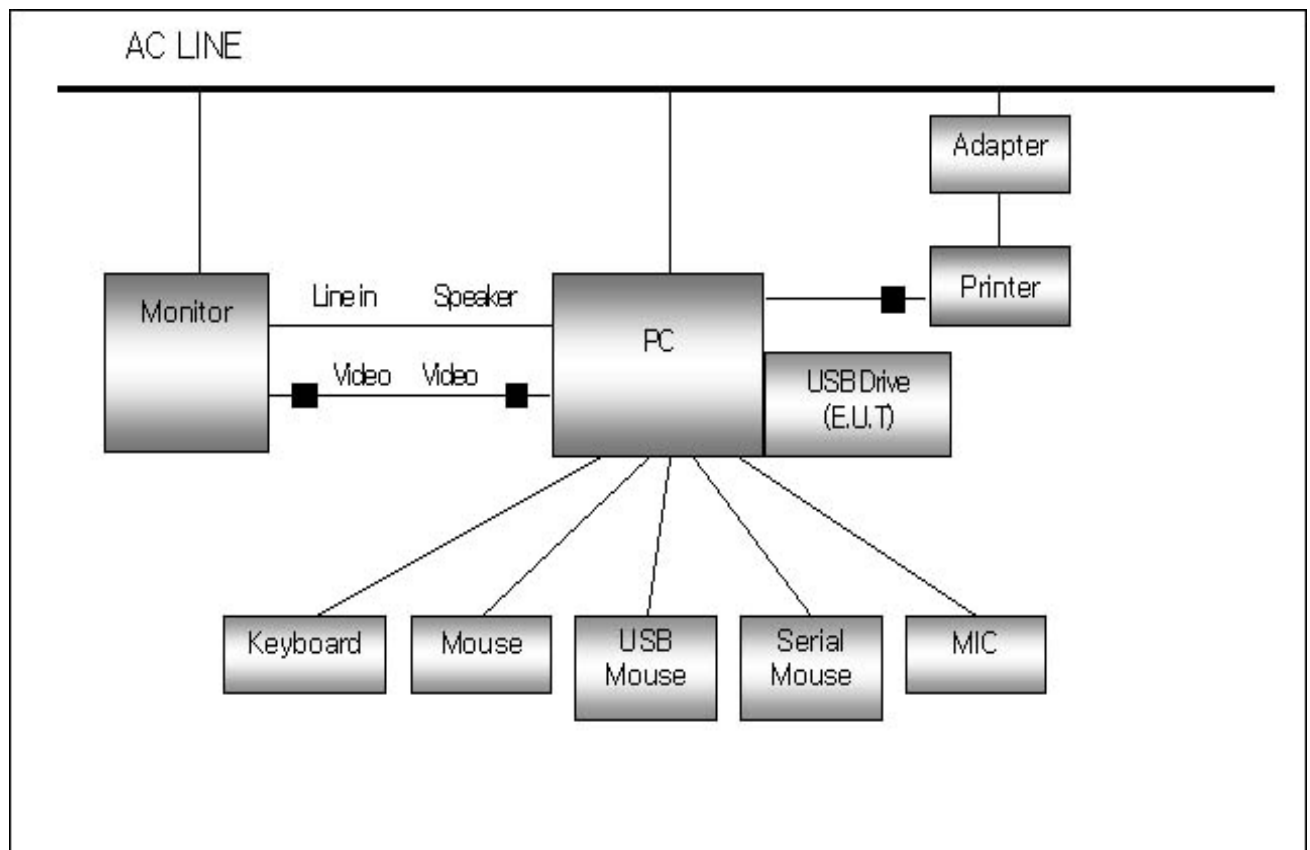 AC LINE
Adapter
Printer
Monitor
Line in
Speaker
PC
Video
Video
USB Drive
(E.U.T)
Keyboard
Mouse
USB
Mouse
Serial
Mouse
MIC